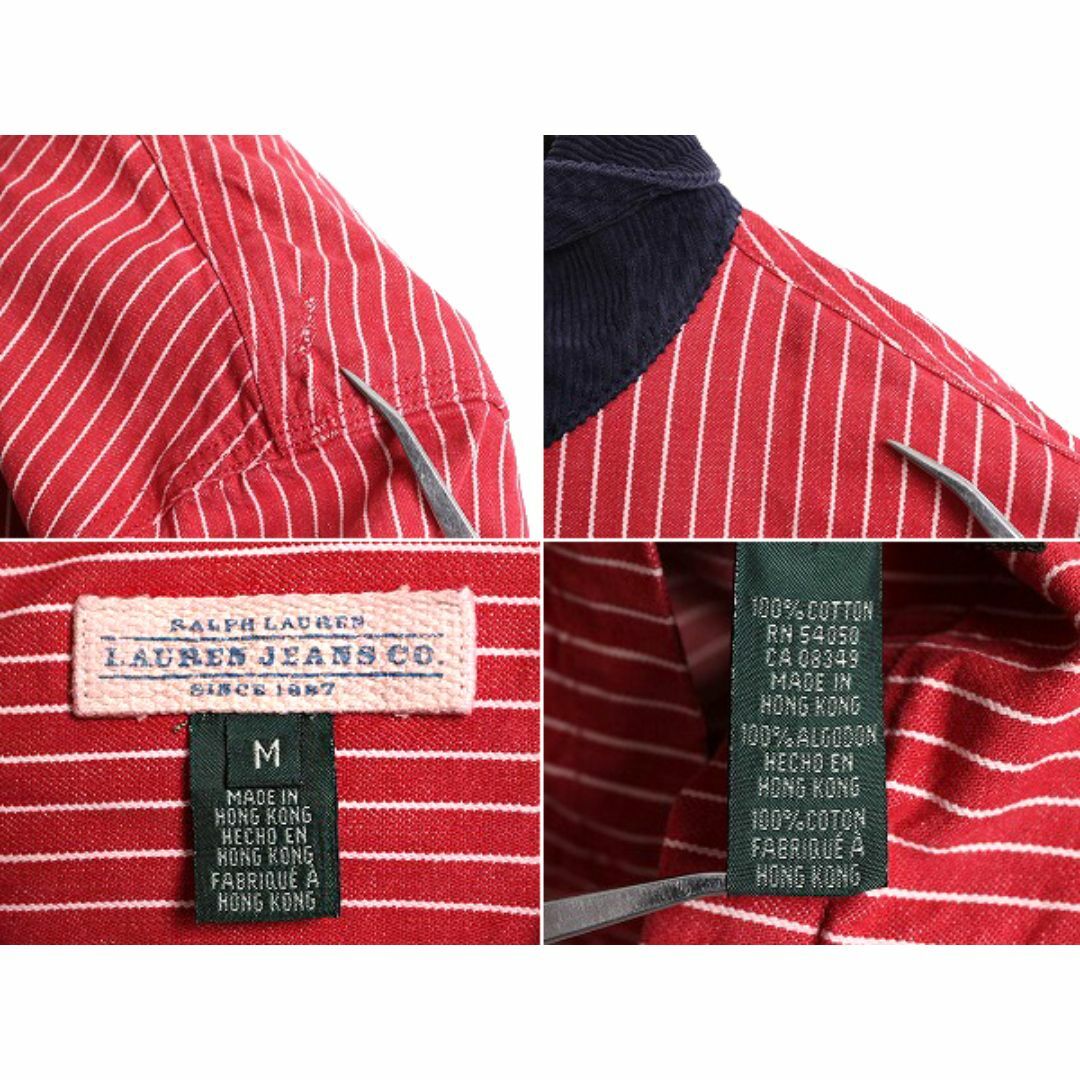 RALPH LAUREN
LAUREN JEANS CO.
SINCE 1967
M
MADE IN
HONG KONG
HECHO EN
HONG KONG
FABRIQUÉ À
HONG KONG
100% COTTON
RN 54050
CA 08349
MADE IN
HONG KONG
100% ALGODON
HECHO EN
HONG KONG
100% COTON
FABRIQUÉ À
HONG KONG